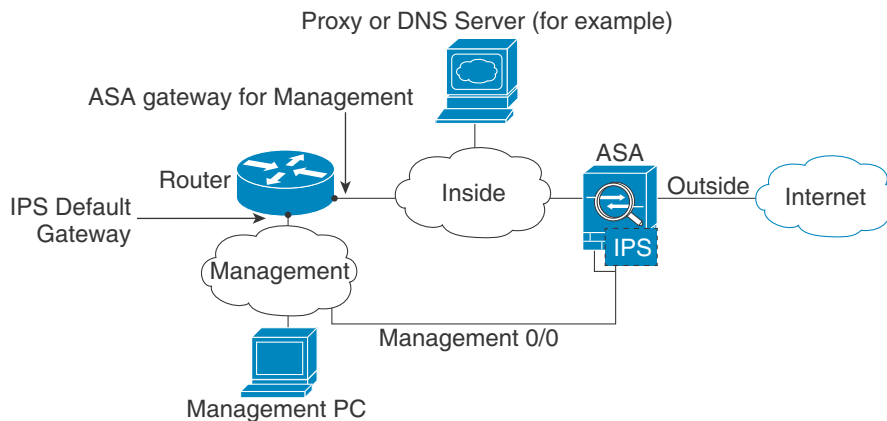 Proxy or DNS Server (for example)
ASA gateway for Management
ASA
Router
Inside
Outside
Internet
IPS Default
Gateway
IPS
Management
Management 0/0
Management PC